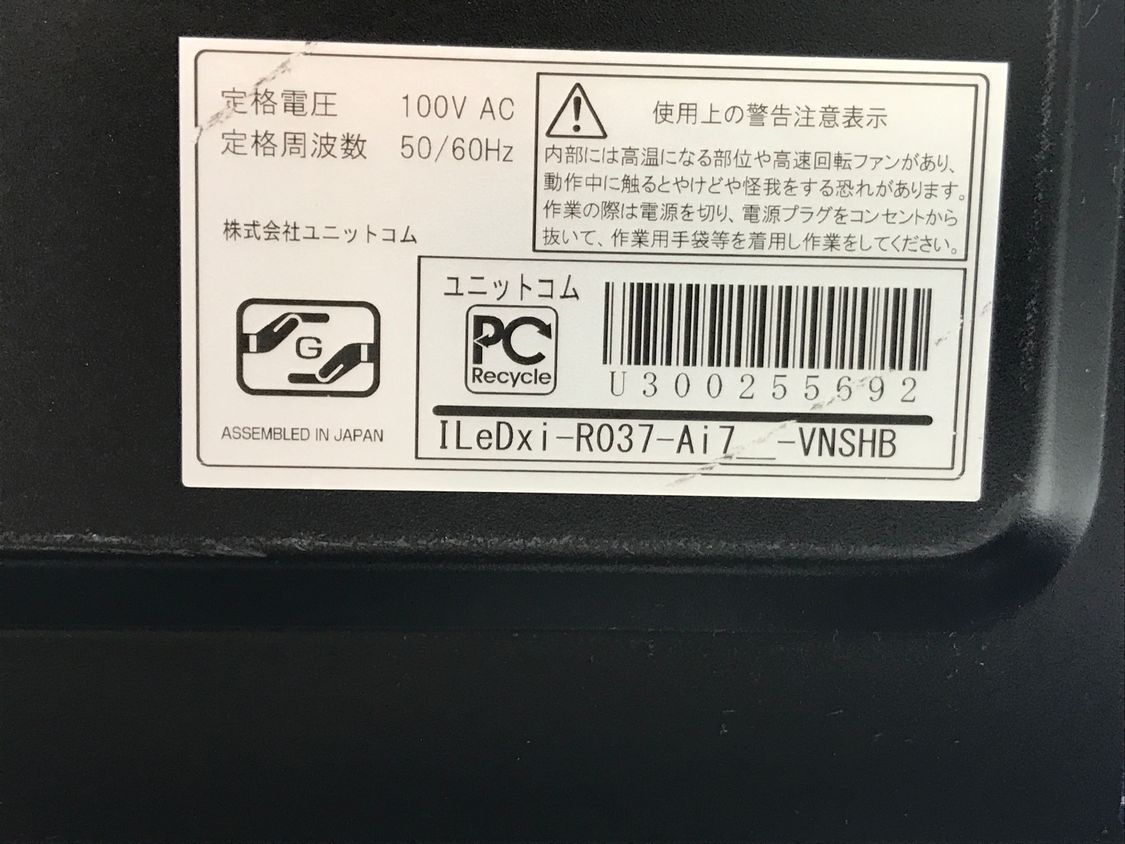 定格電圧 100V AC
定格周波数 50/60Hz
株式会社ユニットコム
G
ASSEMBLED IN JAPAN
使用上の警告注意表示
内部には高温になる部位や高速回転ファンがあり、
動作中に触るとやけどや怪我をする恐れがあります。
作業の際は電源を切り、電源プラグをコンセントから
抜いて、作業用手袋等を着用し作業をしてください。
ユニットコム
PC
Recycle
U300255692
ILeDxi-R037-Ai7__-VNSHB